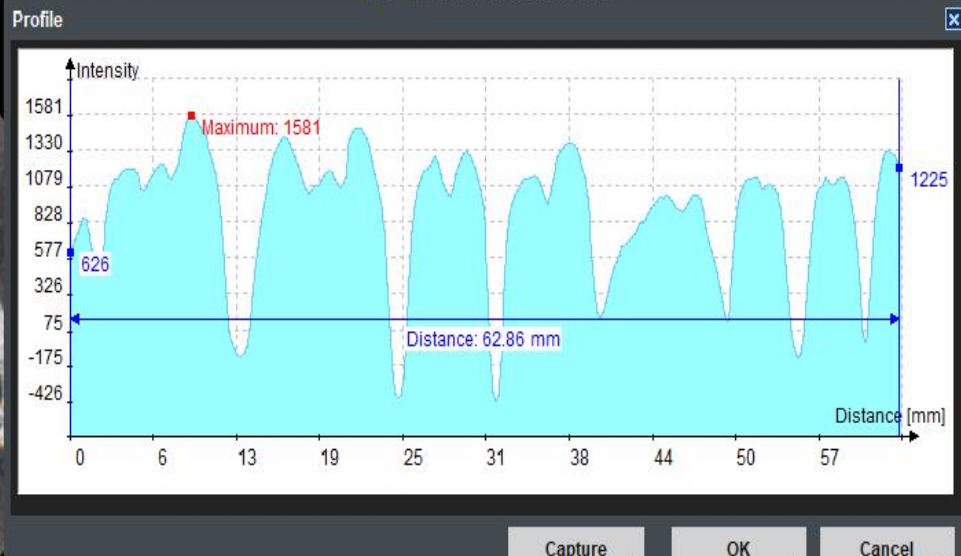 Profile
Intensity
1581
1330
1079
828
577
326
75
-175
-426
Maximum: 1581
626
1225
Distance: 62.86 mm
Distance [mm]
0 6 13 19 25 31 38 44 50 57
Capture OK Cancel